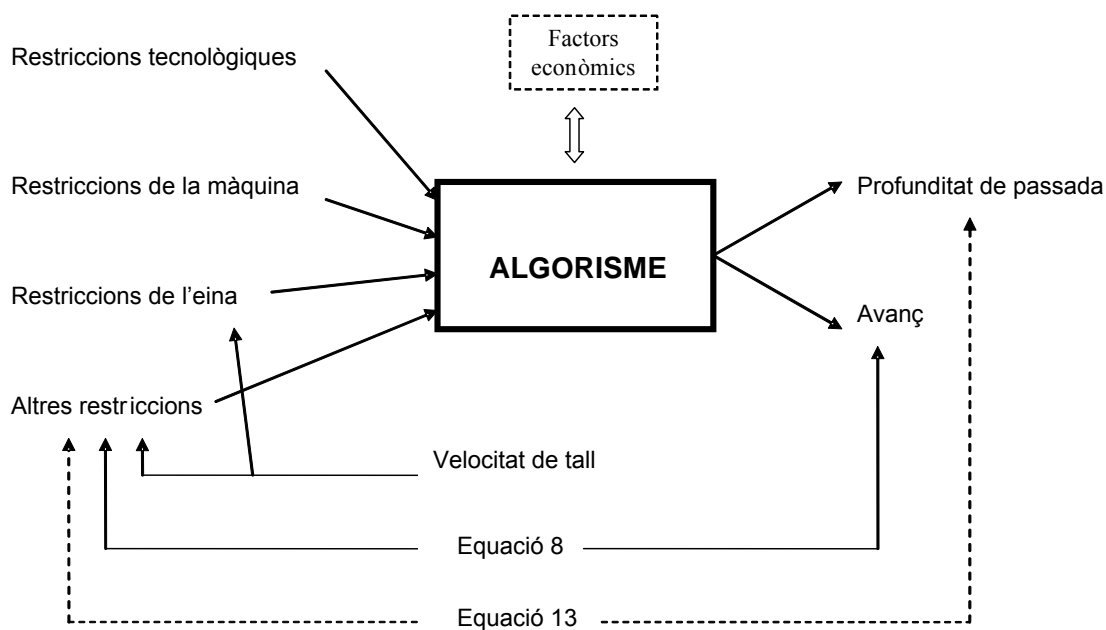 Factors
econòmics
Restriccions tecnològiques
Restriccions de la màquina
Profunditat de passada
ALGORISME
Restriccions de l'eina
Avanç
Altres restriccions
Velocitat de tall
Equació 8
Equació 13